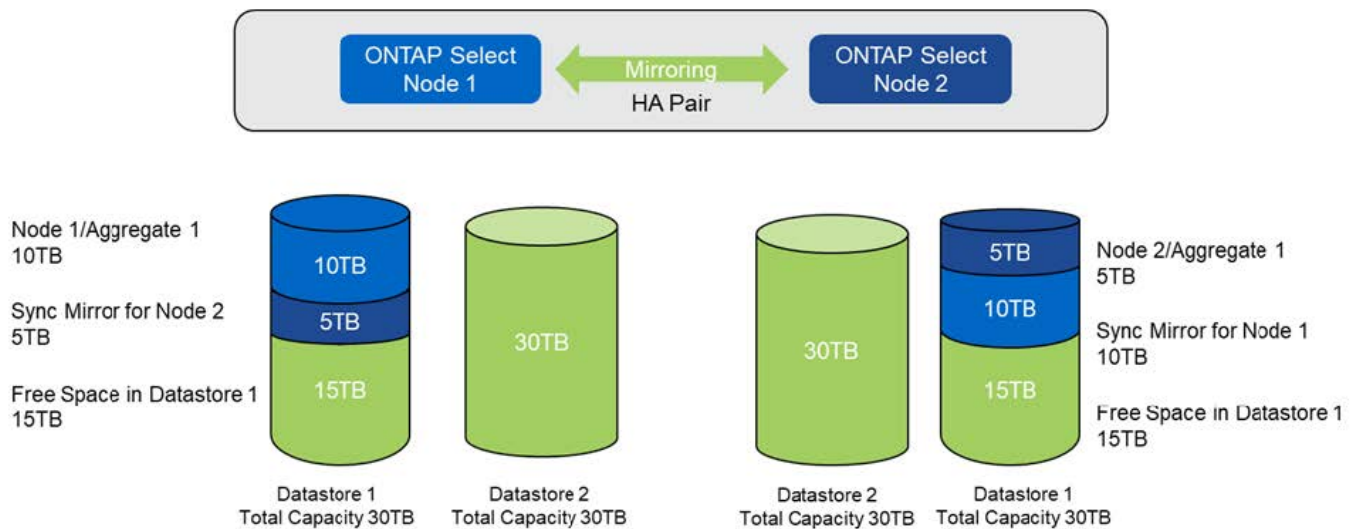 ONTAP Select
Node 1
Mirroring
HA Pair
ONTAP Select
Node 2
Node 1/Aggregate 1
10TB
Sync Mirror for Node 2
5TB
Free Space in Datastore 1
15TB
10TB
5TB
15TB
Datastore 1
Total Capacity 30TB
30TB
Datastore 2
Total Capacity 30TB
30TB
Datastore 2
Total Capacity 30TB
5TB
10TB
15TB
Datastore 1
Total Capacity 30TB
Node 2/Aggregate 1
5TB
Sync Mirror for Node 1
10TB
Free Space in Datastore 1
15TB